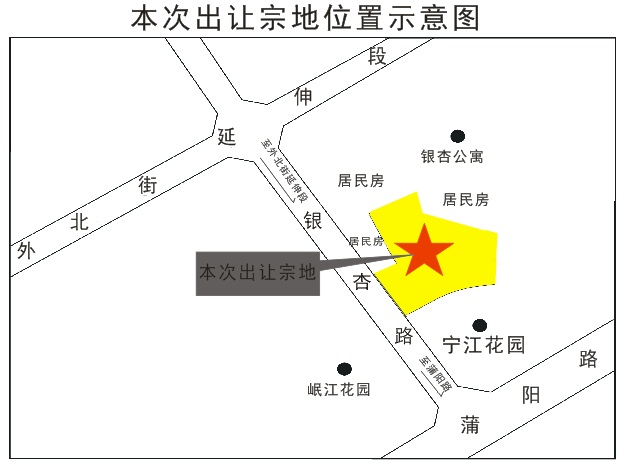 本次出让宗地位置示意图
外北街延伸段
至外北街延伸段
银杏公寓
居民房
居民房
居民房
本次出让宗地
银杏路
宁江花园
至蒲阳路
岷江花园
蒲阳路